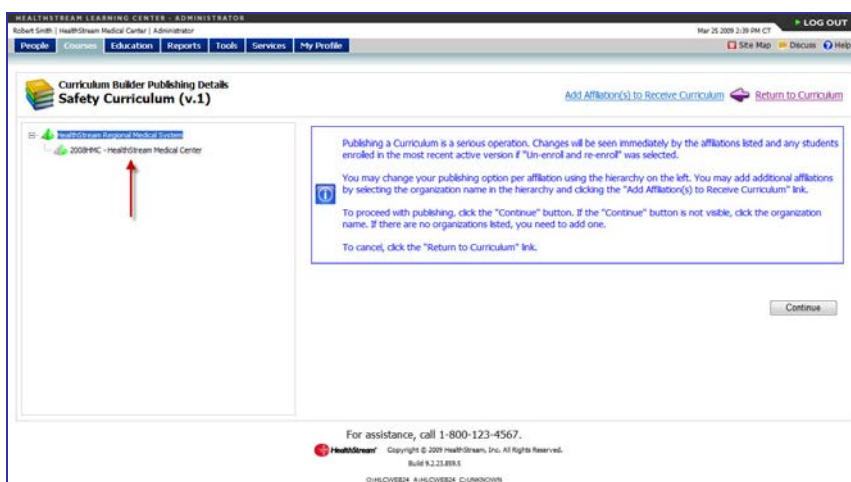 HEALTHSTREAM LEARNING CENTER - ADMINISTRATOR
Robert Smith | HealthStream Medical Center | Administrator
Mar 25 2009 2:39 PM CT
LOG OUT
People Courses Education Reports Tools Services My Profile
Site Map Discuss Help
Curriculum Builder Publishing Details
Safety Curriculum (v.1)
Add Affiliation(s) to Receive Curriculum
Return to Curriculum
HealthStream Regional Medical System
2008HMC - HealthStream Medical Center
Publishing a Curriculum is a serious operation. Changes will be seen immediately by the affiliations listed and any students
enrolled in the most recent active version if "Un-enroll and re-enroll" was selected.
You may change your publishing option per affiliation using the hierarchy on the left. You may add additional affiliations
by selecting the organization name in the hierarchy and clicking the "Add Affiliation(s) to Receive Curriculum" link.
To proceed with publishing, click the "Continue" button. If the "Continue" button is not visible, click the organization
name. If there are no organizations listed, you need to add one.
To cancel, click the "Return to Curriculum" link.
Continue
For assistance, call 1-800-123-4567.
HealthStream Copyright © 2009 HealthStream, Inc. All Rights Reserved.
Build 9.2.23.859.5
O:HLCWEB24 A:HLCWEB24 C:UNKNOWN